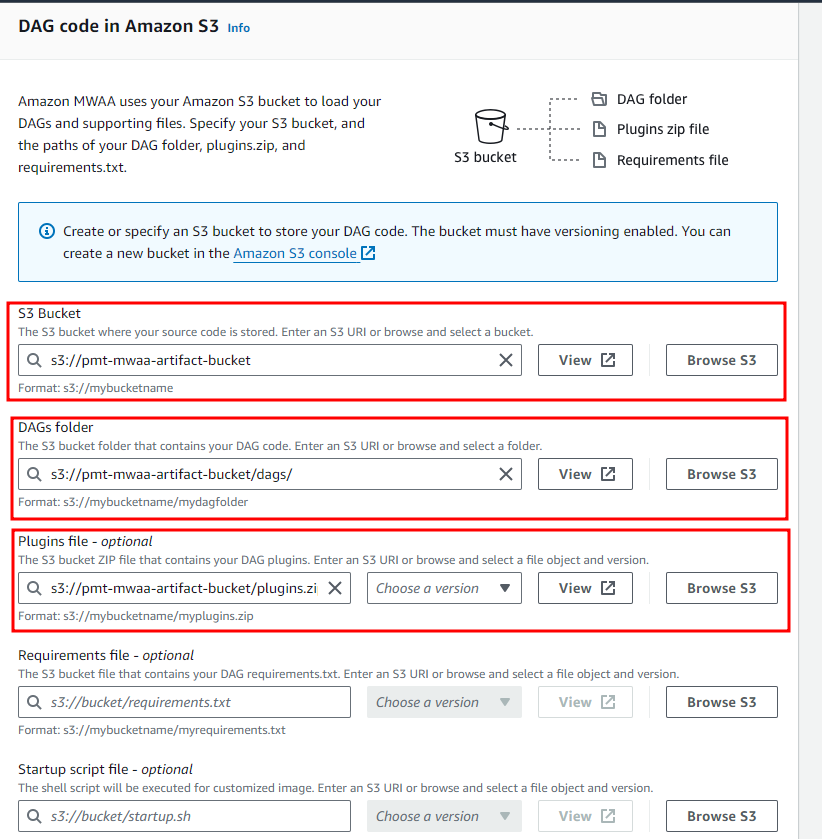 DAG code in Amazon S3 Info
Amazon MWAA uses your Amazon S3 bucket to load your
DAGs and supporting files. Specify your S3 bucket, and
the paths of your DAG folder, plugins.zip, and
requirements.txt.
S3 bucket
DAG folder
Plugins zip file
Requirements file
Create or specify an S3 bucket to store your DAG code. The bucket must have versioning enabled. You can
create a new bucket in the Amazon S3 console
S3 Bucket
The S3 bucket where your source code is stored. Enter an S3 URI or browse and select a bucket.
s3://pmt-mwaa-artifact-bucket View Browse S3
Format: s3://mybucketname
DAGs folder
The S3 bucket folder that contains your DAG code. Enter an S3 URI or browse and select a folder.
s3://pmt-mwaa-artifact-bucket/dags/ View Browse S3
Format: s3://mybucketname/mydagfolder
Plugins file - optional
The S3 bucket ZIP file that contains your DAG plugins. Enter an S3 URI or browse and select a file object and version.
s3://pmt-mwaa-artifact-bucket/plugins.zi Choose a version View Browse S3
Format: s3://mybucketname/myplugins.zip
Requirements file - optional
The S3 bucket file that contains your DAG requirements.txt. Enter an S3 URI or browse and select a file object and version.
s3://bucket/requirements.txt Choose a version View Browse S3
Format: s3://mybucketname/myrequirements.txt
Startup script file - optional
The shell script will be executed for customized image. Enter an S3 URI or browse and select a file object and version.
s3://bucket/startup.sh Choose a version View Browse S3